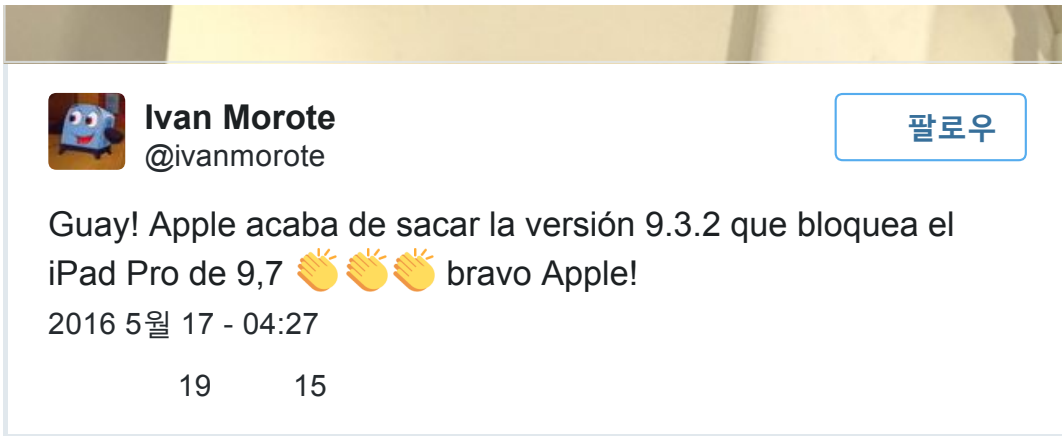 Ivan Morote
@ivanmorote
팔로우
Guay! Apple acaba de sacar la versión 9.3.2 que bloquea el
iPad Pro de 9,7 👏👏👏 bravo Apple!
2016 5월 17 - 04:27
19 15